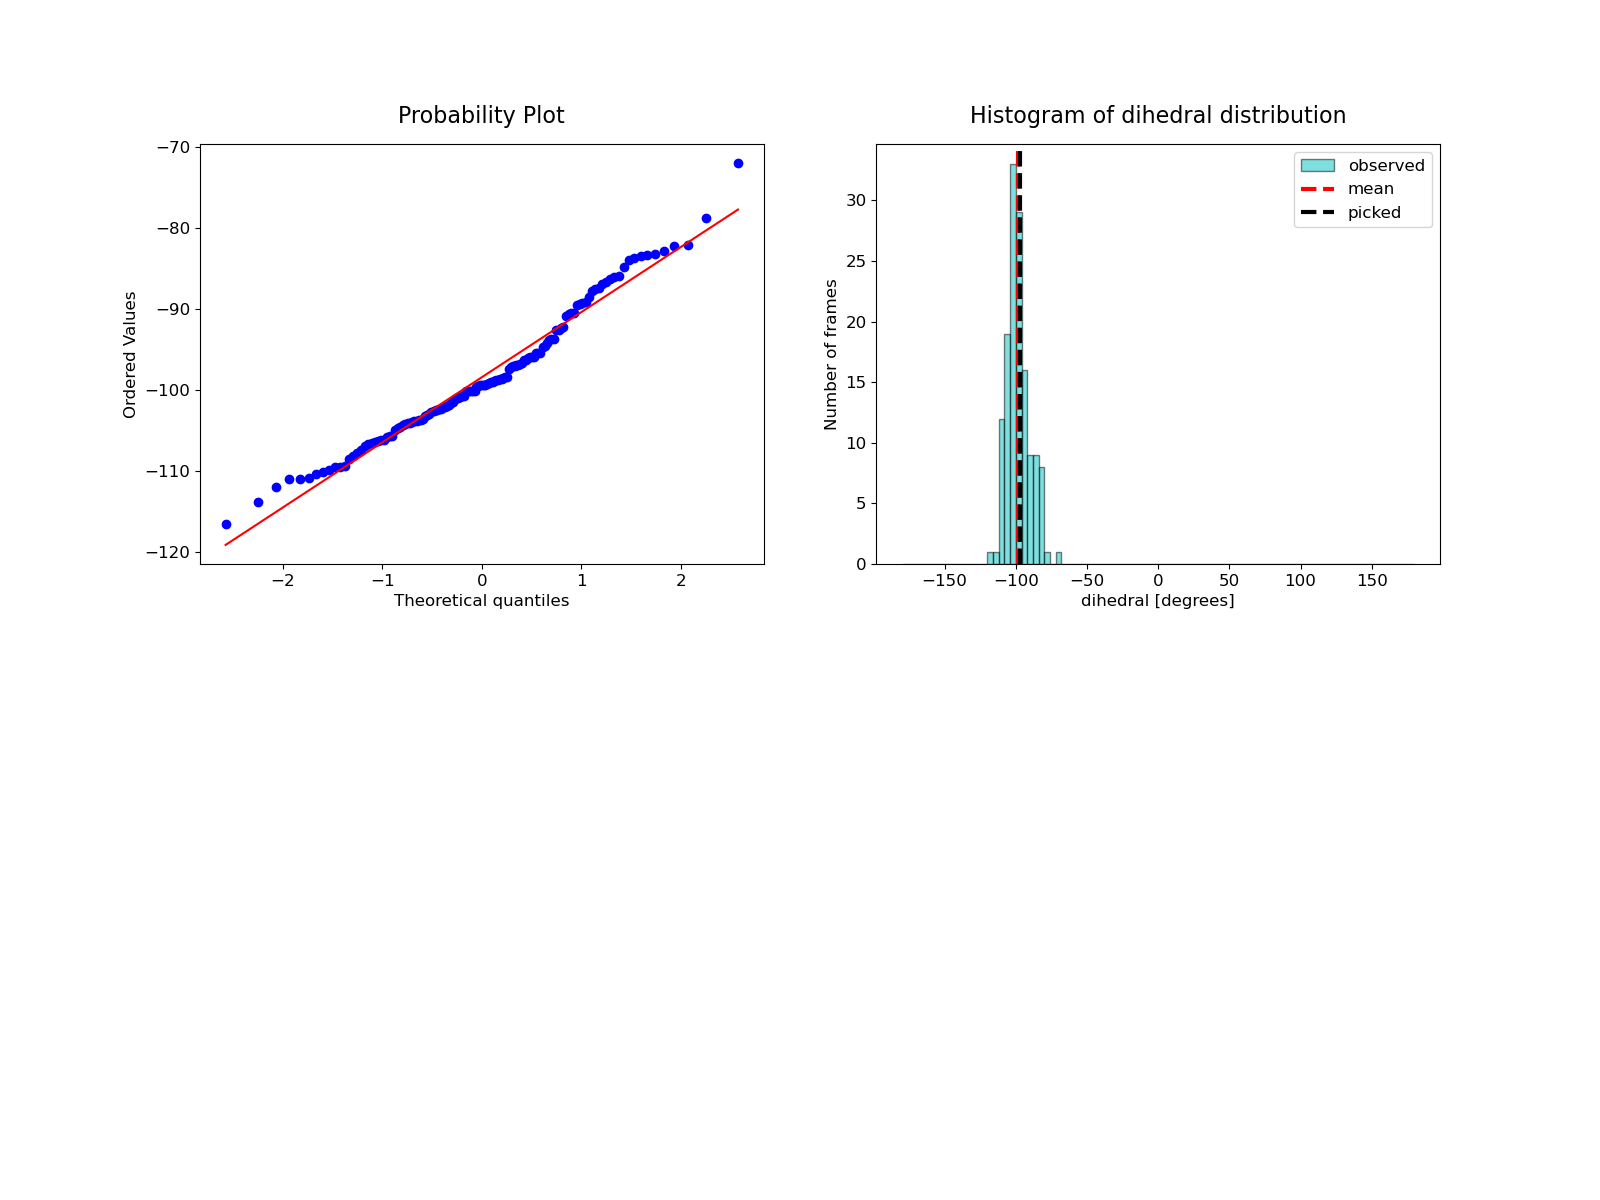 Probability Plot
−70
−80
−90
−100
−110
−120
Ordered Values
−2 −1 0 1 2
Theoretical quantiles
Histogram of dihedral distribution
observed
mean
picked
30
25
20
15
10
5
0
Number of frames
−150 −100 −50 0 50 100 150
dihedral [degrees]